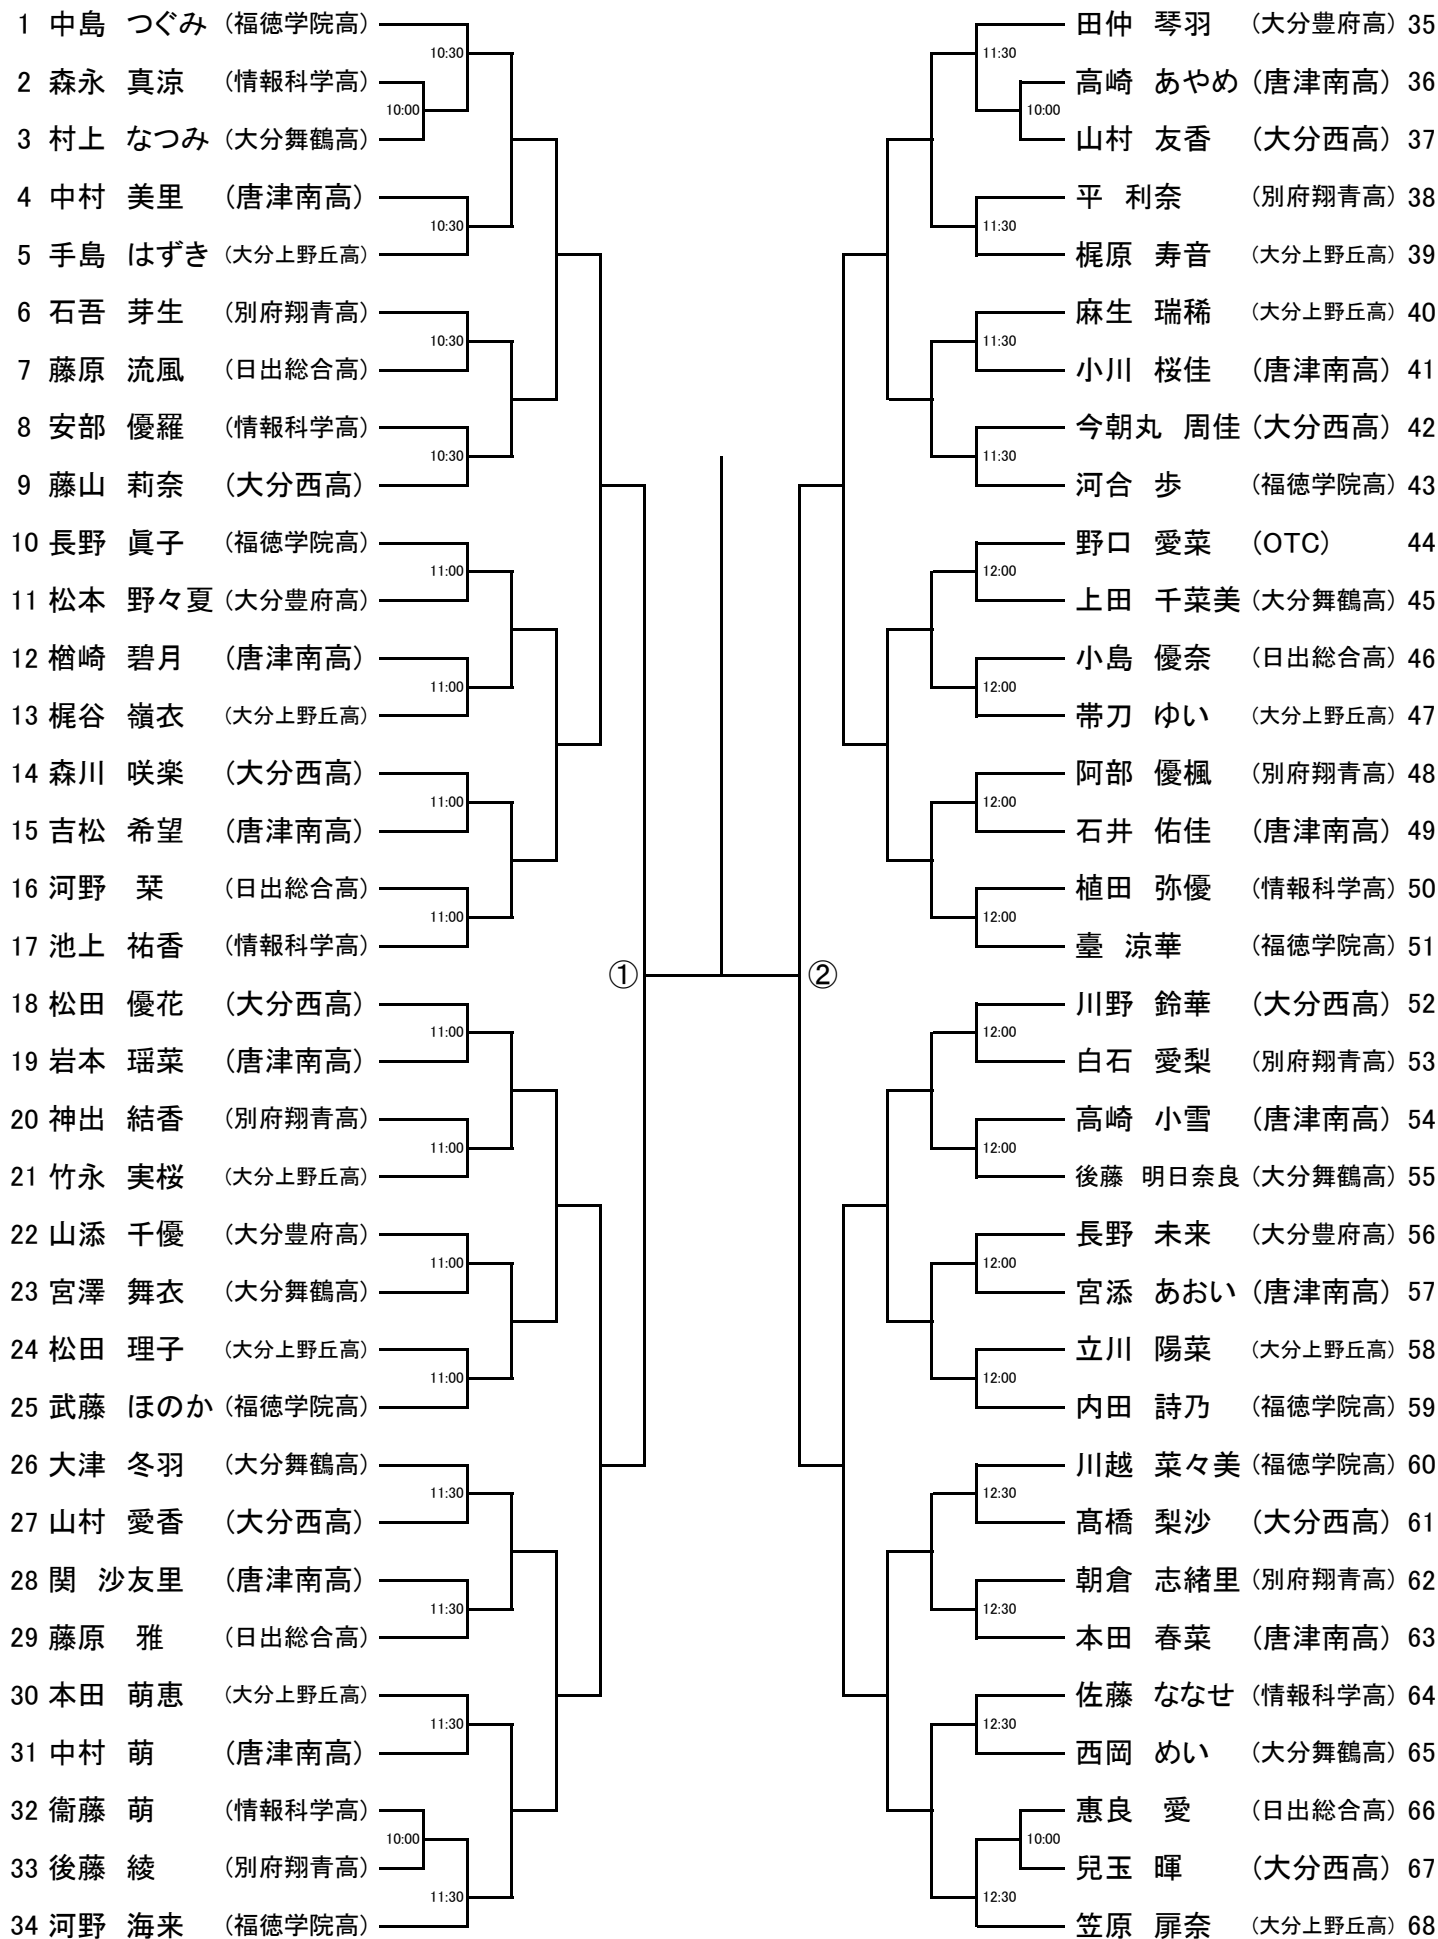 1 中島 つぐみ (福徳学院高)
10:30
2 森永 真涼 (情報科学高)
10:00
3 村上 なつみ (大分舞鶴高)
4 中村 美里 (唐津南高)
10:30
5 手島 はずき (大分上野丘高)
6 石吾 芽生 (別府翔青高)
10:30
7 藤原 流風 (日出総合高)
8 安部 優羅 (情報科学高)
10:30
9 藤山 莉奈 (大分西高)
10 長野 眞子 (福徳学院高)
11:00
11 松本 野々夏 (大分豊府高)
12 楢崎 碧月 (唐津南高)
11:00
13 梶谷 嶺衣 (大分上野丘高)
14 森川 咲楽 (大分西高)
11:00
15 吉松 希望 (唐津南高)
16 河野 栞 (日出総合高)
11:00
17 池上 祐香 (情報科学高)
①
18 松田 優花 (大分西高)
11:00
19 岩本 瑶菜 (唐津南高)
20 神出 結香 (別府翔青高)
11:00
21 竹永 実桜 (大分上野丘高)
22 山添 千優 (大分豊府高)
11:00
23 宮澤 舞衣 (大分舞鶴高)
24 松田 理子 (大分上野丘高)
11:00
25 武藤 ほのか (福徳学院高)
26 大津 冬羽 (大分舞鶴高)
11:30
27 山村 愛香 (大分西高)
28 関 沙友里 (唐津南高)
11:30
29 藤原 雅 (日出総合高)
30 本田 萌恵 (大分上野丘高)
11:30
31 中村 萌 (唐津南高)
32 衞藤 萌 (情報科学高)
10:00
33 後藤 綾 (別府翔青高)
11:30
34 河野 海来 (福徳学院高)
田仲 琴羽 (大分豊府高) 35
11:30
高崎 あやめ (唐津南高) 36
10:00
山村 友香 (大分西高) 37
平 利奈 (別府翔青高) 38
11:30
梶原 寿音 (大分上野丘高) 39
麻生 瑞稀 (大分上野丘高) 40
11:30
小川 桜佳 (唐津南高) 41
今朝丸 周佳 (大分西高) 42
11:30
河合 歩 (福徳学院高) 43
野口 愛菜 (OTC) 44
12:00
上田 千菜美 (大分舞鶴高) 45
小島 優奈 (日出総合高) 46
12:00
帯刀 ゆい (大分上野丘高) 47
阿部 優楓 (別府翔青高) 48
12:00
石井 佑佳 (唐津南高) 49
植田 弥優 (情報科学高) 50
12:00
臺 涼華 (福徳学院高) 51
②
川野 鈴華 (大分西高) 52
12:00
白石 愛梨 (別府翔青高) 53
高崎 小雪 (唐津南高) 54
12:00
後藤 明日奈良 (大分舞鶴高) 55
長野 未来 (大分豊府高) 56
12:00
宮添 あおい (唐津南高) 57
立川 陽菜 (大分上野丘高) 58
12:00
内田 詩乃 (福徳学院高) 59
川越 菜々美 (福徳学院高) 60
12:30
髙橋 梨沙 (大分西高) 61
朝倉 志緒里 (別府翔青高) 62
12:30
本田 春菜 (唐津南高) 63
佐藤 ななせ (情報科学高) 64
12:30
西岡 めい (大分舞鶴高) 65
惠良 愛 (日出総合高) 66
10:00
兒玉 暉 (大分西高) 67
12:30
笠原 扉奈 (大分上野丘高) 68